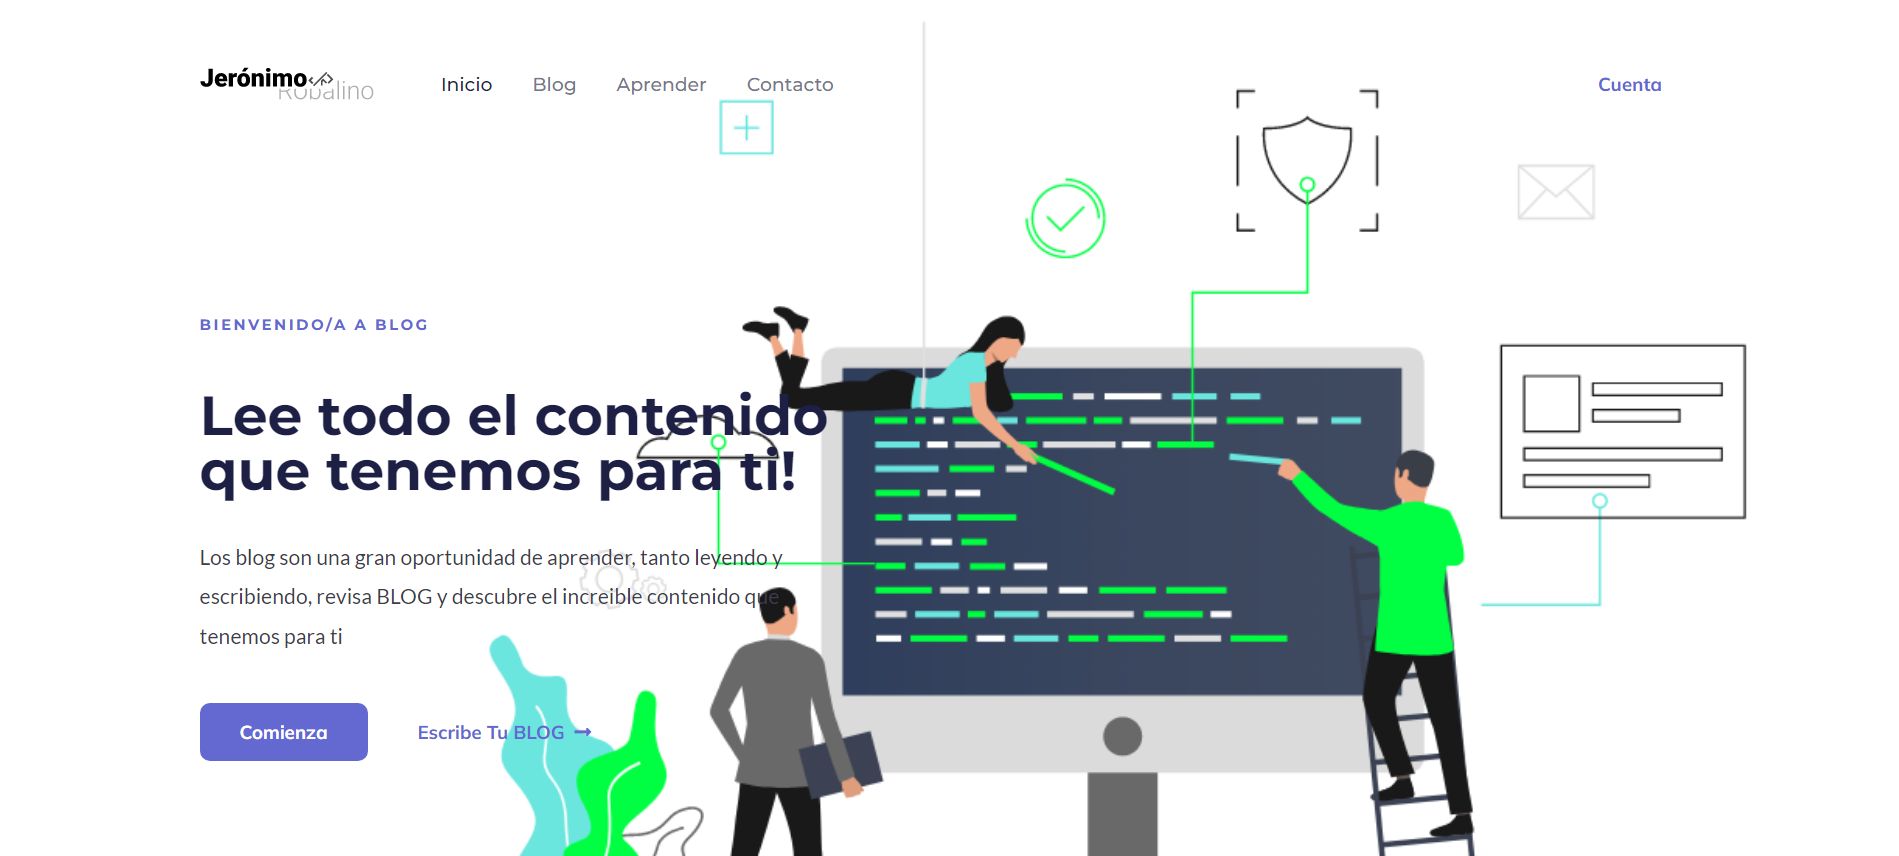 Jerónimo
Robalino
Inicio Blog Aprender Contacto Cuenta
BIENVENIDO/A A BLOG
Lee todo el contenido
que tenemos para ti!
Los blog son una gran oportunidad de aprender, tanto leyendo y
escribiendo, revisa BLOG y descubre el increible contenido que
tenemos para ti
Comienza Escribe Tu BLOG →